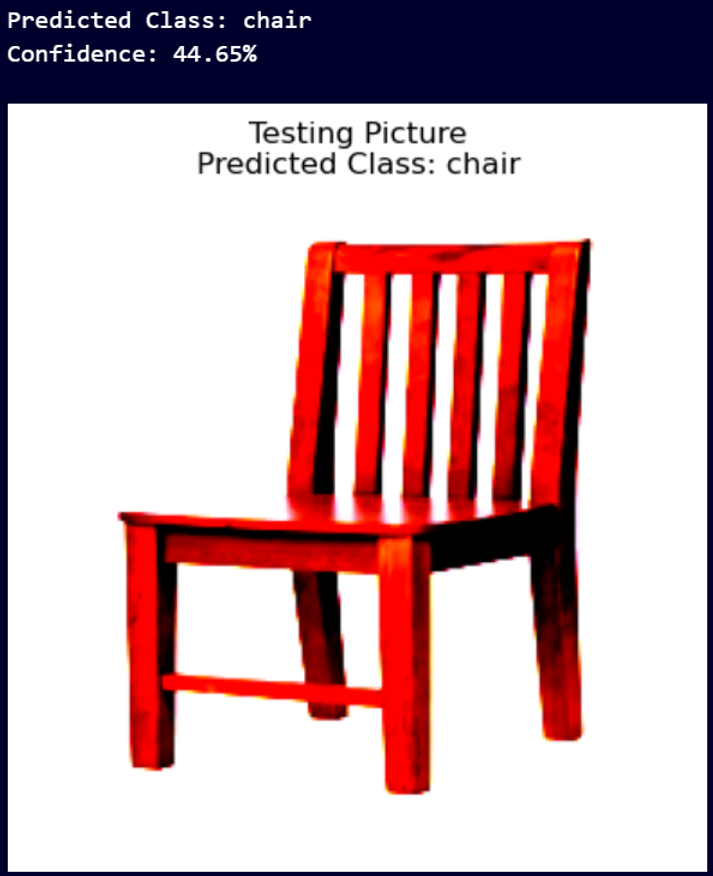 Predicted Class: chair
Confidence: 44.65%
Testing Picture
Predicted Class: chair